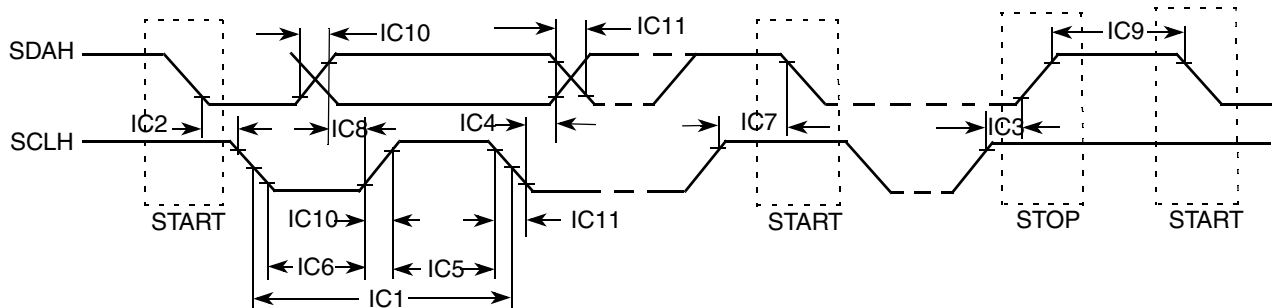 IC10
IC11
IC9
SDAH
IC2
IC8
IC4
IC7
IC3
SCLH
START
IC10
IC11
START
STOP
START
IC6
IC5
IC1